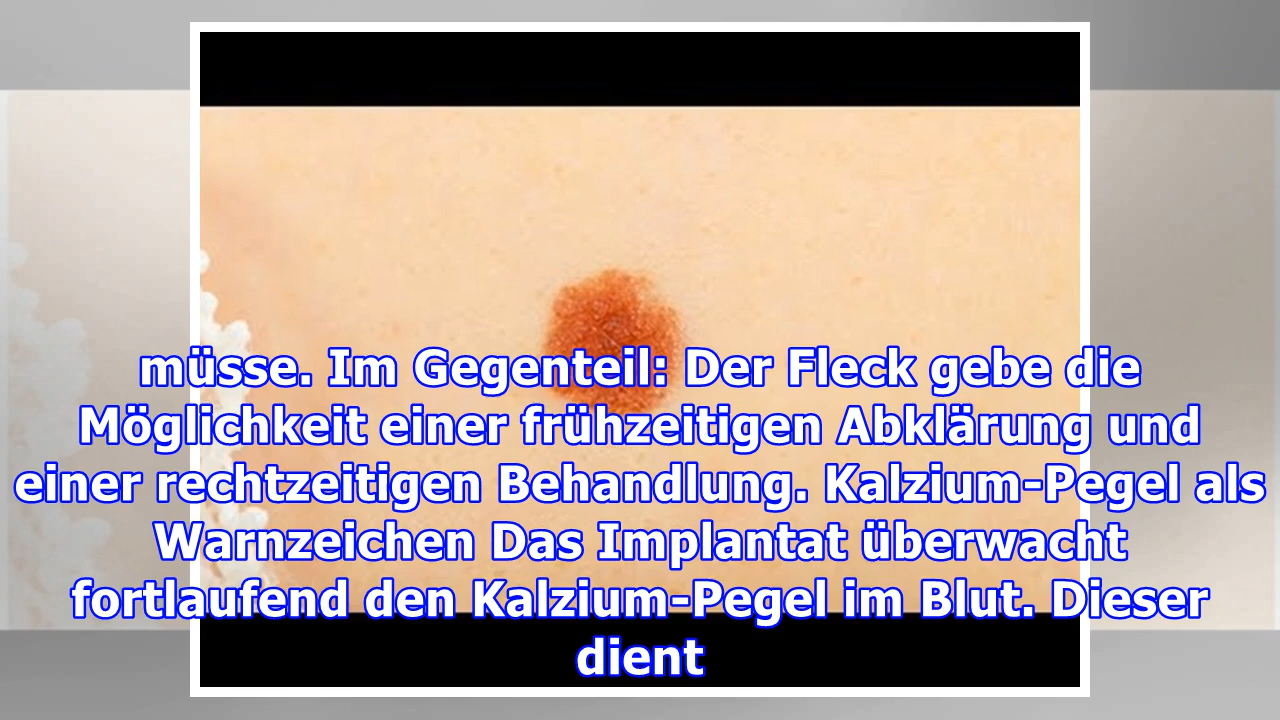 müsse. Im Gegenteil: Der Fleck gebe die
Möglichkeit einer frühzeitigen Abklärung und
einer rechtzeitigen Behandlung. Kalzium-Pegel als
Warnzeichen Das Implantat überwacht
fortlaufend den Kalzium-Pegel im Blut. Dieser
dient